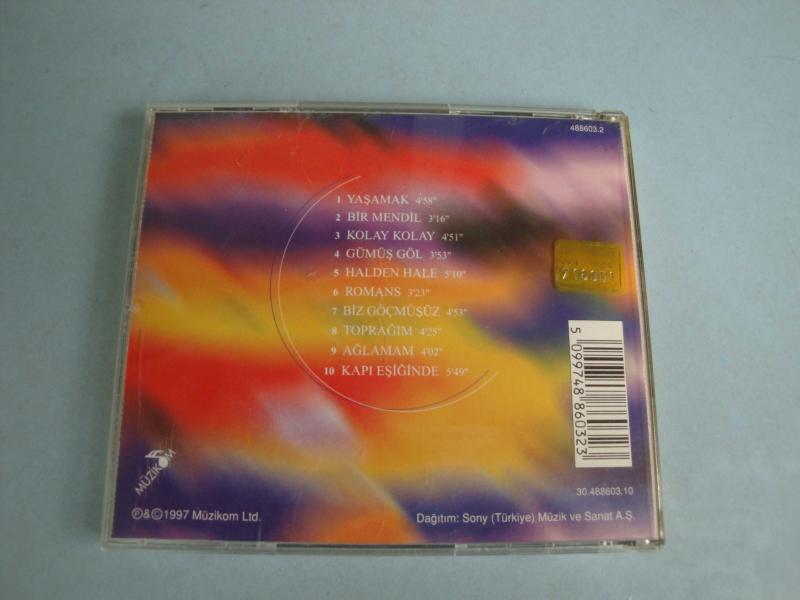 488603.2
1 YAŞAMAK 4'58"
2 BİR MENDİL 3'16"
3 KOLAY KOLAY 4'51"
4 GÜMÜŞ GÖL 3'53"
5 HALDEN HALE 5'10"
6 ROMANS 3'23"
7 BİZ GÖÇMÜŞÜZ 4'53"
8 TOPRAĞIM 4'25"
9 AĞLAMAM 4'02"
10 KAPI EŞİĞİNDE 5'49"
5 099748 860323
30.488603.10
MÜZİKOM
℗&©1997 Müzikom Ltd.
Dağıtım: Sony (Türkiye) Müzik ve Sanat A.Ş.